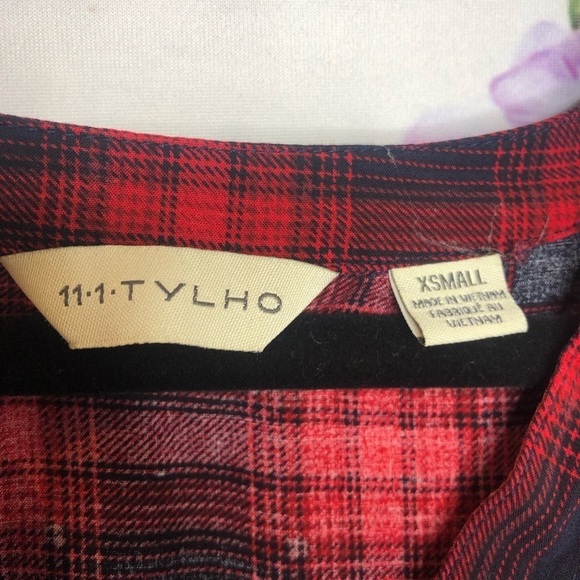 11·1·TYLHO
XSMALL
MADE IN VIETNAM
FABRIQUÉ AU
VIETNAM